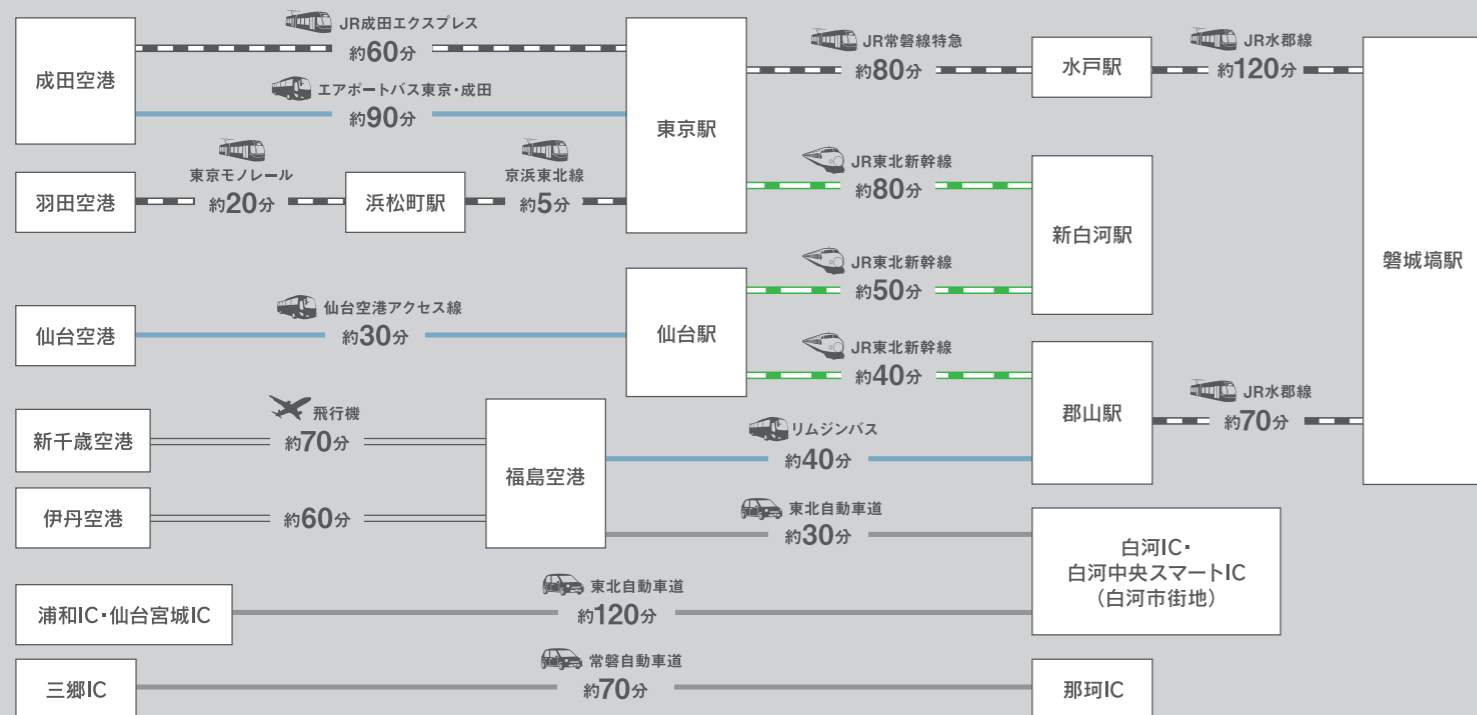 JR成田エクスプレス
約60分
成田空港
エアポートバス東京・成田
約90分
東京駅
JR常磐線特急
約80分
水戸駅
JR水郡線
約120分
磐城塙駅
羽田空港
東京モノレール
約20分
浜松町駅
京浜東北線
約5分
JR東北新幹線
約80分
新白河駅
仙台空港
仙台空港アクセス線
約30分
仙台駅
JR東北新幹線
約50分
JR東北新幹線
約40分
郡山駅
JR水郡線
約70分
新千歳空港
飛行機
約70分
福島空港
リムジンバス
約40分
伊丹空港
約60分
東北自動車道
約30分
白河IC・
白河中央スマートIC
（白河市街地）
浦和IC・仙台宮城IC
東北自動車道
約120分
三郷IC
常磐自動車道
約70分
那珂IC